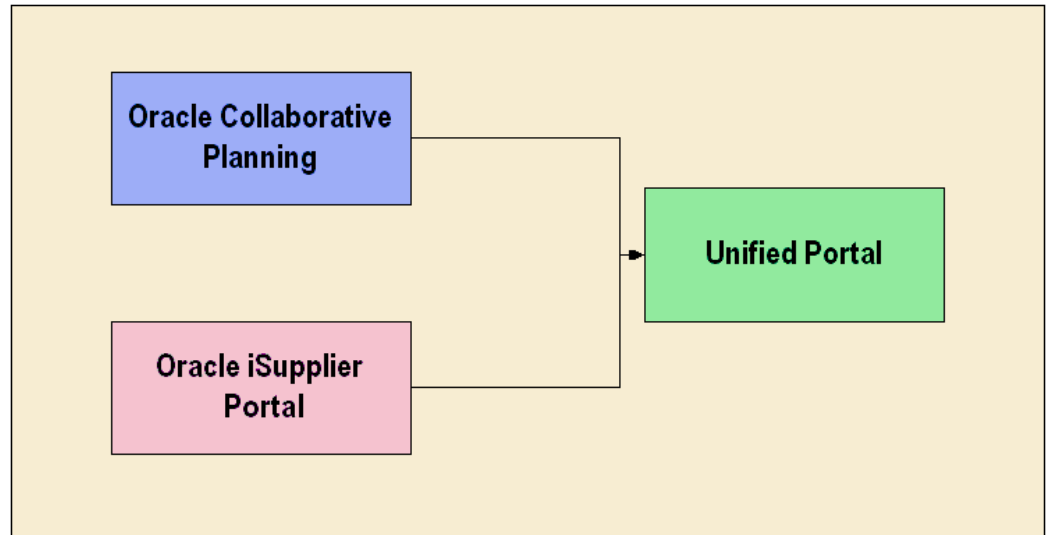 Oracle Collaborative
Planning
Unified Portal
Oracle iSupplier
Portal